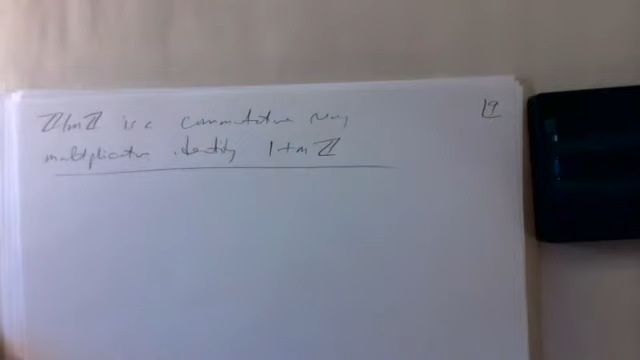 ℤ/mℤ is a commutative ring
19
multiplicative identity 1+mℤ